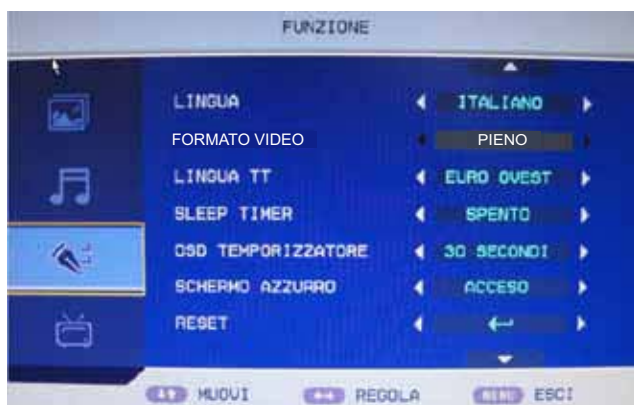 FUNZIONE
LINGUA ITALIANO
FORMATO VIDEO PIENO
LINGUA TT EURO OVEST
SLEEP TIMER SPENTO
OSD TEMPORIZZATORE 30 SECONDI
SCHERMO AZZURRO ACCESO
RESET
MUOVI REGOLA MENU ESCI